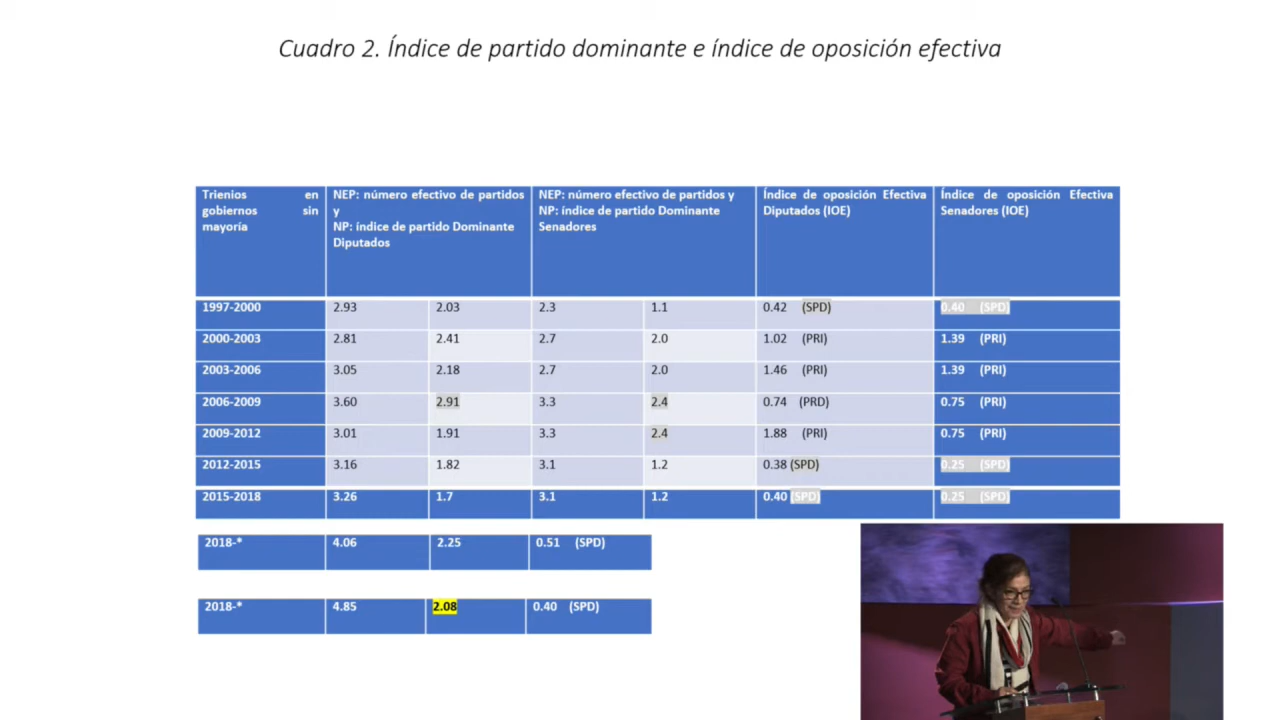 Cuadro 2. Índice de partido dominante e índice de oposición efectiva
Trienios en
gobiernos sin
mayoría
NEP: número efectivo de partidos
y
NP: índice de partido Dominante
Diputados
NEP: número efectivo de partidos y
NP: índice de partido Dominante
Senadores
Índice de oposición Efectiva
Diputados (IOE)
Índice de oposición Efectiva
Senadores (IOE)
1997-2000 2.93 2.03 2.3 1.1 0.42 (SPD) 0.40 (SPD)
2000-2003 2.81 2.41 2.7 2.0 1.02 (PRI) 1.39 (PRI)
2003-2006 3.05 2.18 2.7 2.0 1.46 (PRI) 1.39 (PRI)
2006-2009 3.60 2.91 3.3 2.4 0.74 (PRD) 0.75 (PRI)
2009-2012 3.01 1.91 3.3 2.4 1.88 (PRI) 0.75 (PRI)
2012-2015 3.16 1.82 3.1 1.2 0.38 (SPD) 0.25 (SPD)
2015-2018 3.26 1.7 3.1 1.2 0.40 (SPD) 0.25 (SPD)
2018-* 4.06 2.25 0.51 (SPD)
2018-* 4.85 2.08 0.40 (SPD)